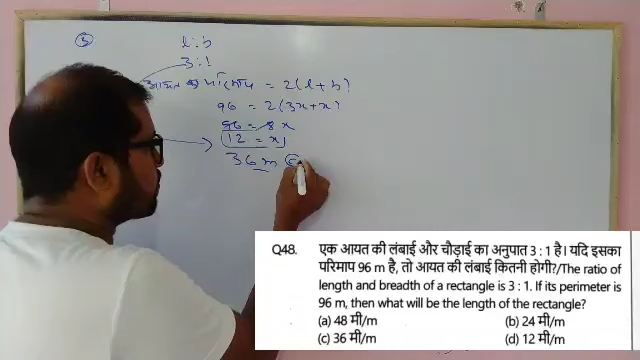 3
l : b
3 : 1
आयत का परिमाप = 2(l+b)
96 = 2(3x+x)
96 = 8x
12 = x
36 m
Q48. एक आयत की लंबाई और चौड़ाई का अनुपात 3 : 1 है। यदि इसका
परिमाप 96 m है, तो आयत की लंबाई कितनी होगी?/The ratio of
length and breadth of a rectangle is 3 : 1. If its perimeter is
96 m, then what will be the length of the rectangle?
(a) 48 मी/m (b) 24 मी/m
(c) 36 मी/m (d) 12 मी/m